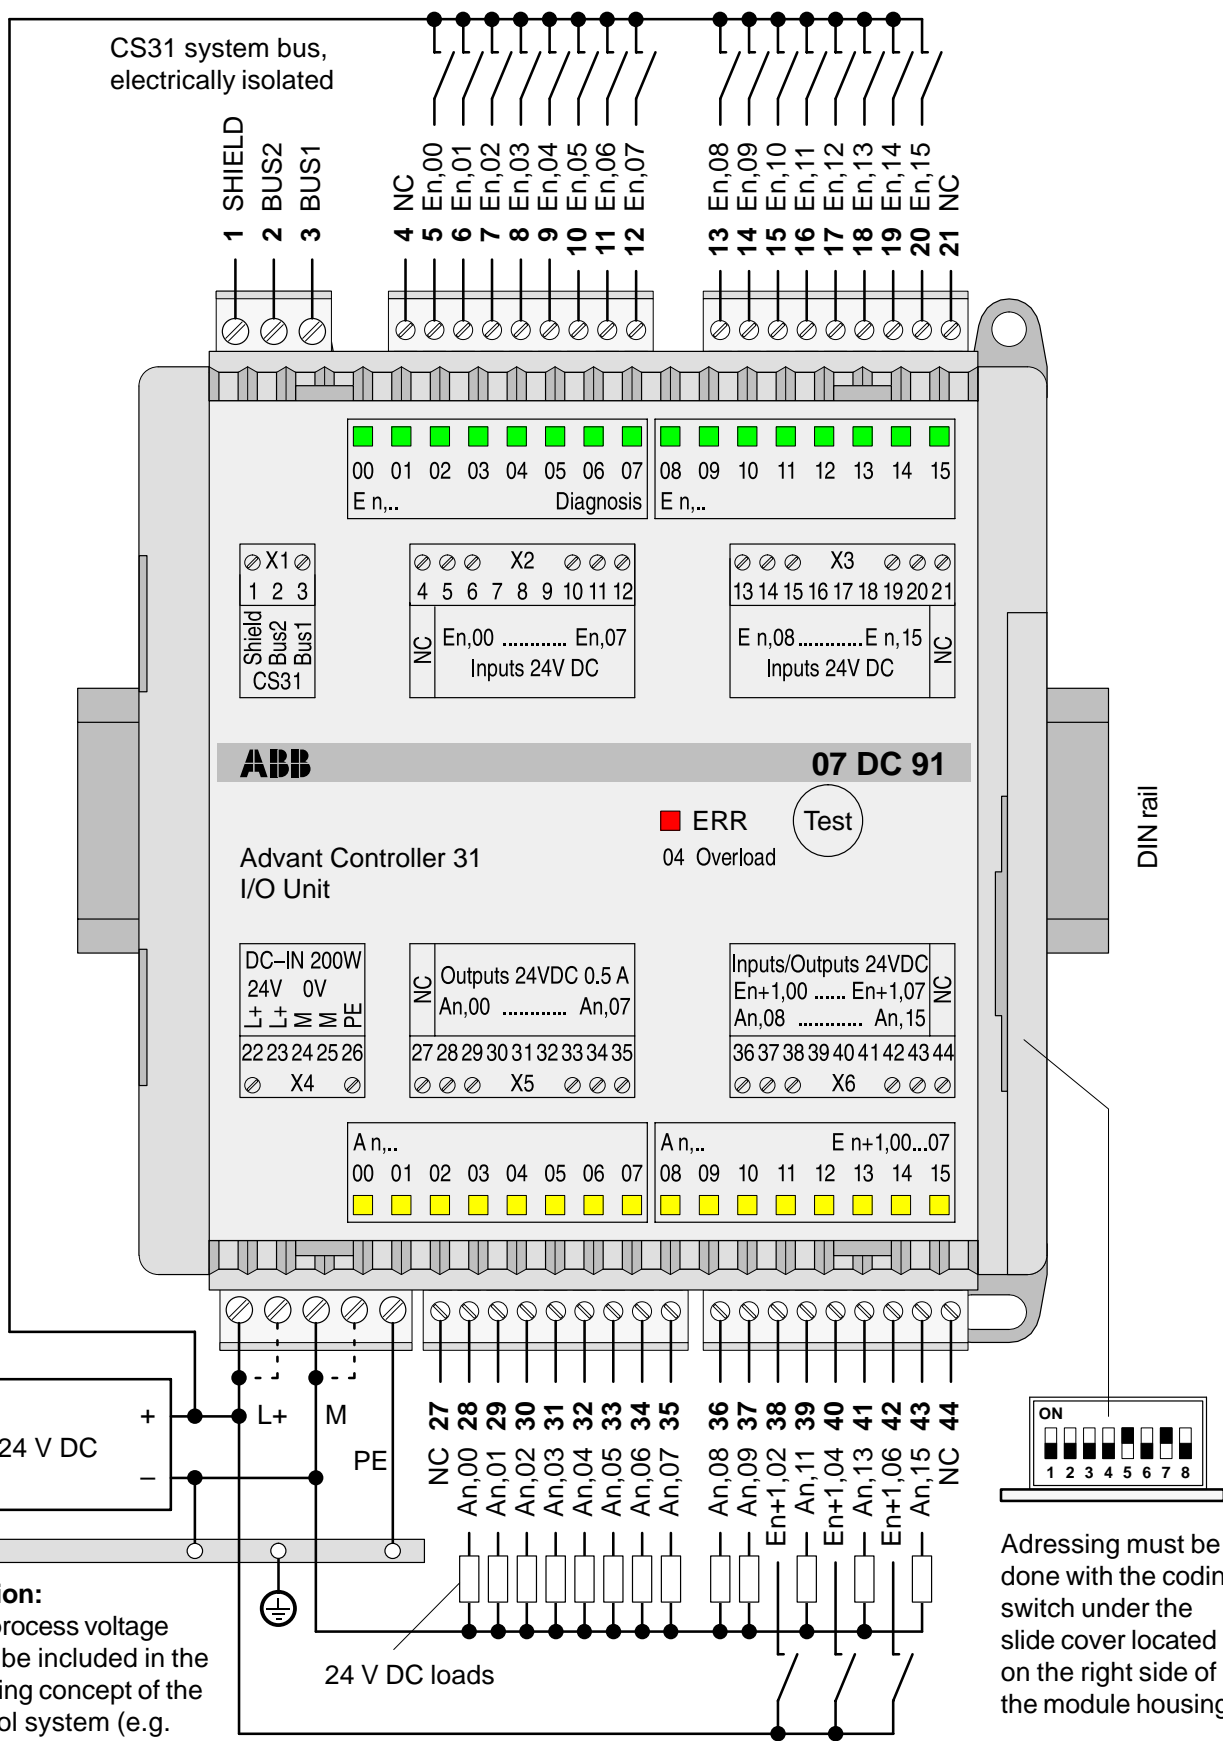 CS31 system bus,
electrically isolated
1 SHIELD
2 BUS2
3 BUS1
4 NC
5 En,00
6 En,01
7 En,02
8 En,03
9 En,04
10 En,05
11 En,06
12 En,07
13 En,08
14 En,09
15 En,10
16 En,11
17 En,12
18 En,13
19 En,14
20 En,15
21 NC
00 01 02 03 04 05 06 07
E n,.. Diagnosis
08 09 10 11 12 13 14 15
E n,..
X1
1 2 3
Shield
Bus2
Bus1
CS31
X2
4 5 6 7 8 9 10 11 12
NC
En,00 ........... En,07
Inputs 24V DC
X3
13 14 15 16 17 18 19 20 21
E n,08 ........... E n,15
Inputs 24V DC
NC
ABB
07 DC 91
ERR
Test
04 Overload
Advant Controller 31
I/O Unit
DIN rail
DC–IN 200W
24V 0V
L+
L+
M
M
PE
22 23 24 25 26
X4
NC
Outputs 24VDC 0.5 A
An,00 ............ An,07
27 28 29 30 31 32 33 34 35
X5
Inputs/Outputs 24VDC
En+1,00 ...... En+1,07
An,08 ............ An,15
NC
36 37 38 39 40 41 42 43 44
X6
A n,..
00 01 02 03 04 05 06 07
A n,.. E n+1,00...07
08 09 10 11 12 13 14 15
+
24 V DC
–
L+
M
PE
NC 27
An,00 28
An,01 29
An,02 30
An,03 31
An,04 32
An,05 33
An,06 34
An,07 35
An,08 36
An,09 37
En+1,02 38
An,11 39
En+1,04 40
An,13 41
En+1,06 42
An,15 43
NC 44
ON
1 2 3 4 5 6 7 8
Adressing must be
done with the codin
switch under the
slide cover located
on the right side of
the module housing
24 V DC loads
tion:
process voltage
be included in the
ing concept of the
ol system (e.g.